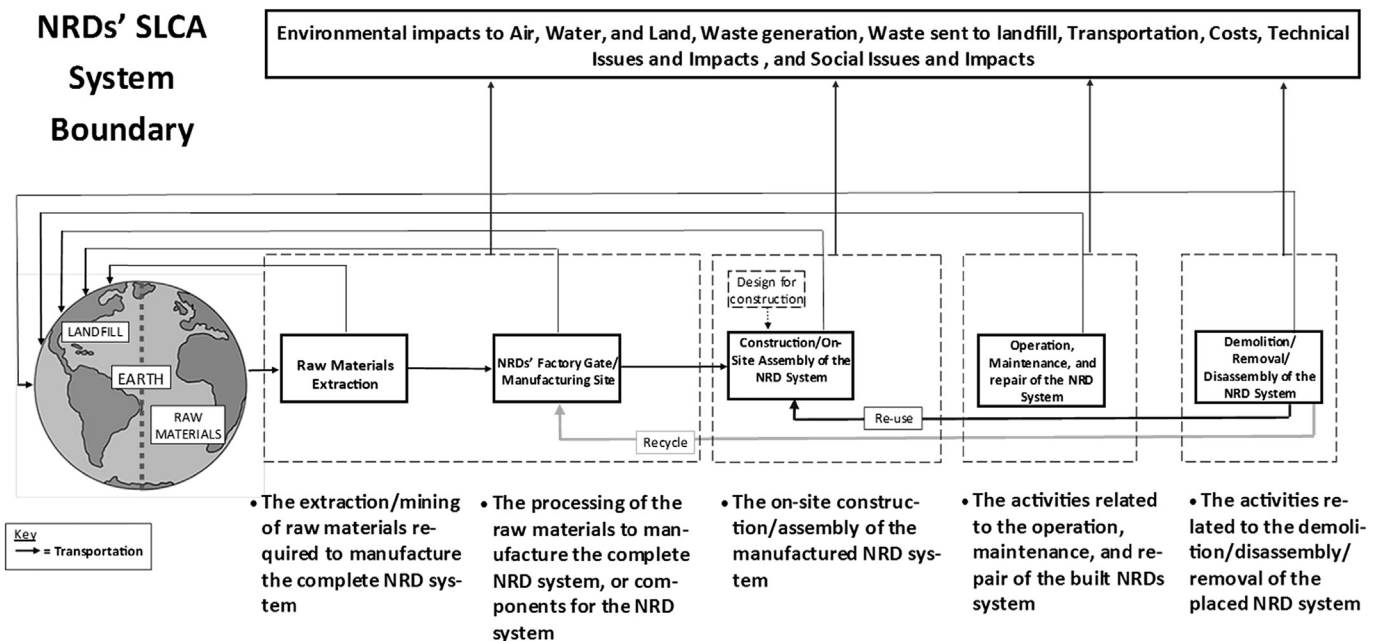 NRDs’ SLCA
System
Boundary
Environmental impacts to Air, Water, and Land, Waste generation, Waste sent to landfill, Transportation, Costs, Technical
Issues and Impacts , and Social Issues and Impacts
LANDFILL
EARTH
RAW
MATERIALS
Raw Materials
Extraction
NRDs’ Factory Gate/
Manufacturing Site
Design for
construction
Construction/On-
Site Assembly of the
NRD System
Operation,
Maintenance, and
repair of the NRD
System
Demolition/
Removal/
Disassembly of the
NRD System
Re-use
Recycle
Key
= Transportation
• The extraction/mining
of raw materials re-
quired to manufacture
the complete NRD sys-
tem
• The processing of the
raw materials to man-
ufacture the complete
NRD system, or com-
ponents for the NRD
system
• The on-site construc-
tion/assembly of the
manufactured NRD sys-
tem
• The activities related
to the operation,
maintenance, and re-
pair of the built NRDs
system
• The activities re-
lated to the demoli-
tion/disassembly/
removal of the
placed NRD system